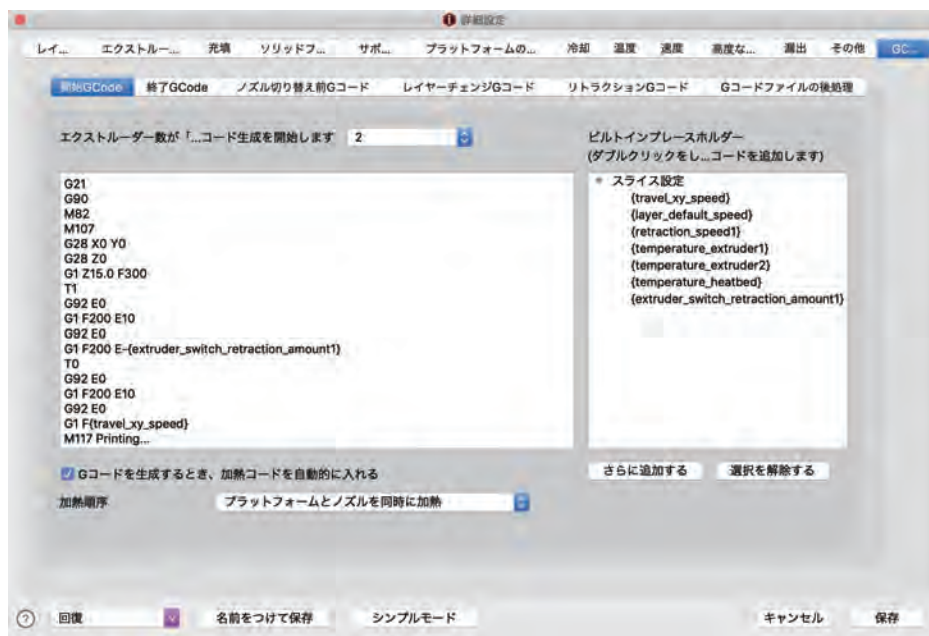 詳細設定
レイ... エクストルー... 充填 ソリッドフ... サポ... プラットフォームの... 冷却 温度 速度 高度な... 漏出 その他 GC...
開始GCode 終了GCode ノズル切り替え前Gコード レイヤーチェンジGコード リトラクションGコード Gコードファイルの後処理
エクストルーダー数が「...コード生成を開始します 2
ビルトインプレースホルダー
(ダブルクリックをし...コードを追加します)
G21
G90
M82
M107
G28 X0 Y0
G28 Z0
G1 Z15.0 F300
T1
G92 E0
G1 F200 E10
G92 E0
G1 F200 E-{extruder_switch_retraction_amount1}
T0
G92 E0
G1 F200 E10
G92 E0
G1 F{travel_xy_speed}
M117 Printing...
スライス設定
{travel_xy_speed}
{layer_default_speed}
{retraction_speed1}
{temperature_extruder1}
{temperature_extruder2}
{temperature_heatbed}
{extruder_switch_retraction_amount1}
Gコードを生成するとき、加熱コードを自動的に入れる
さらに追加する 選択を解除する
加熱順序 プラットフォームとノズルを同時に加熱
? 回復 名前をつけて保存 シンプルモード キャンセル 保存